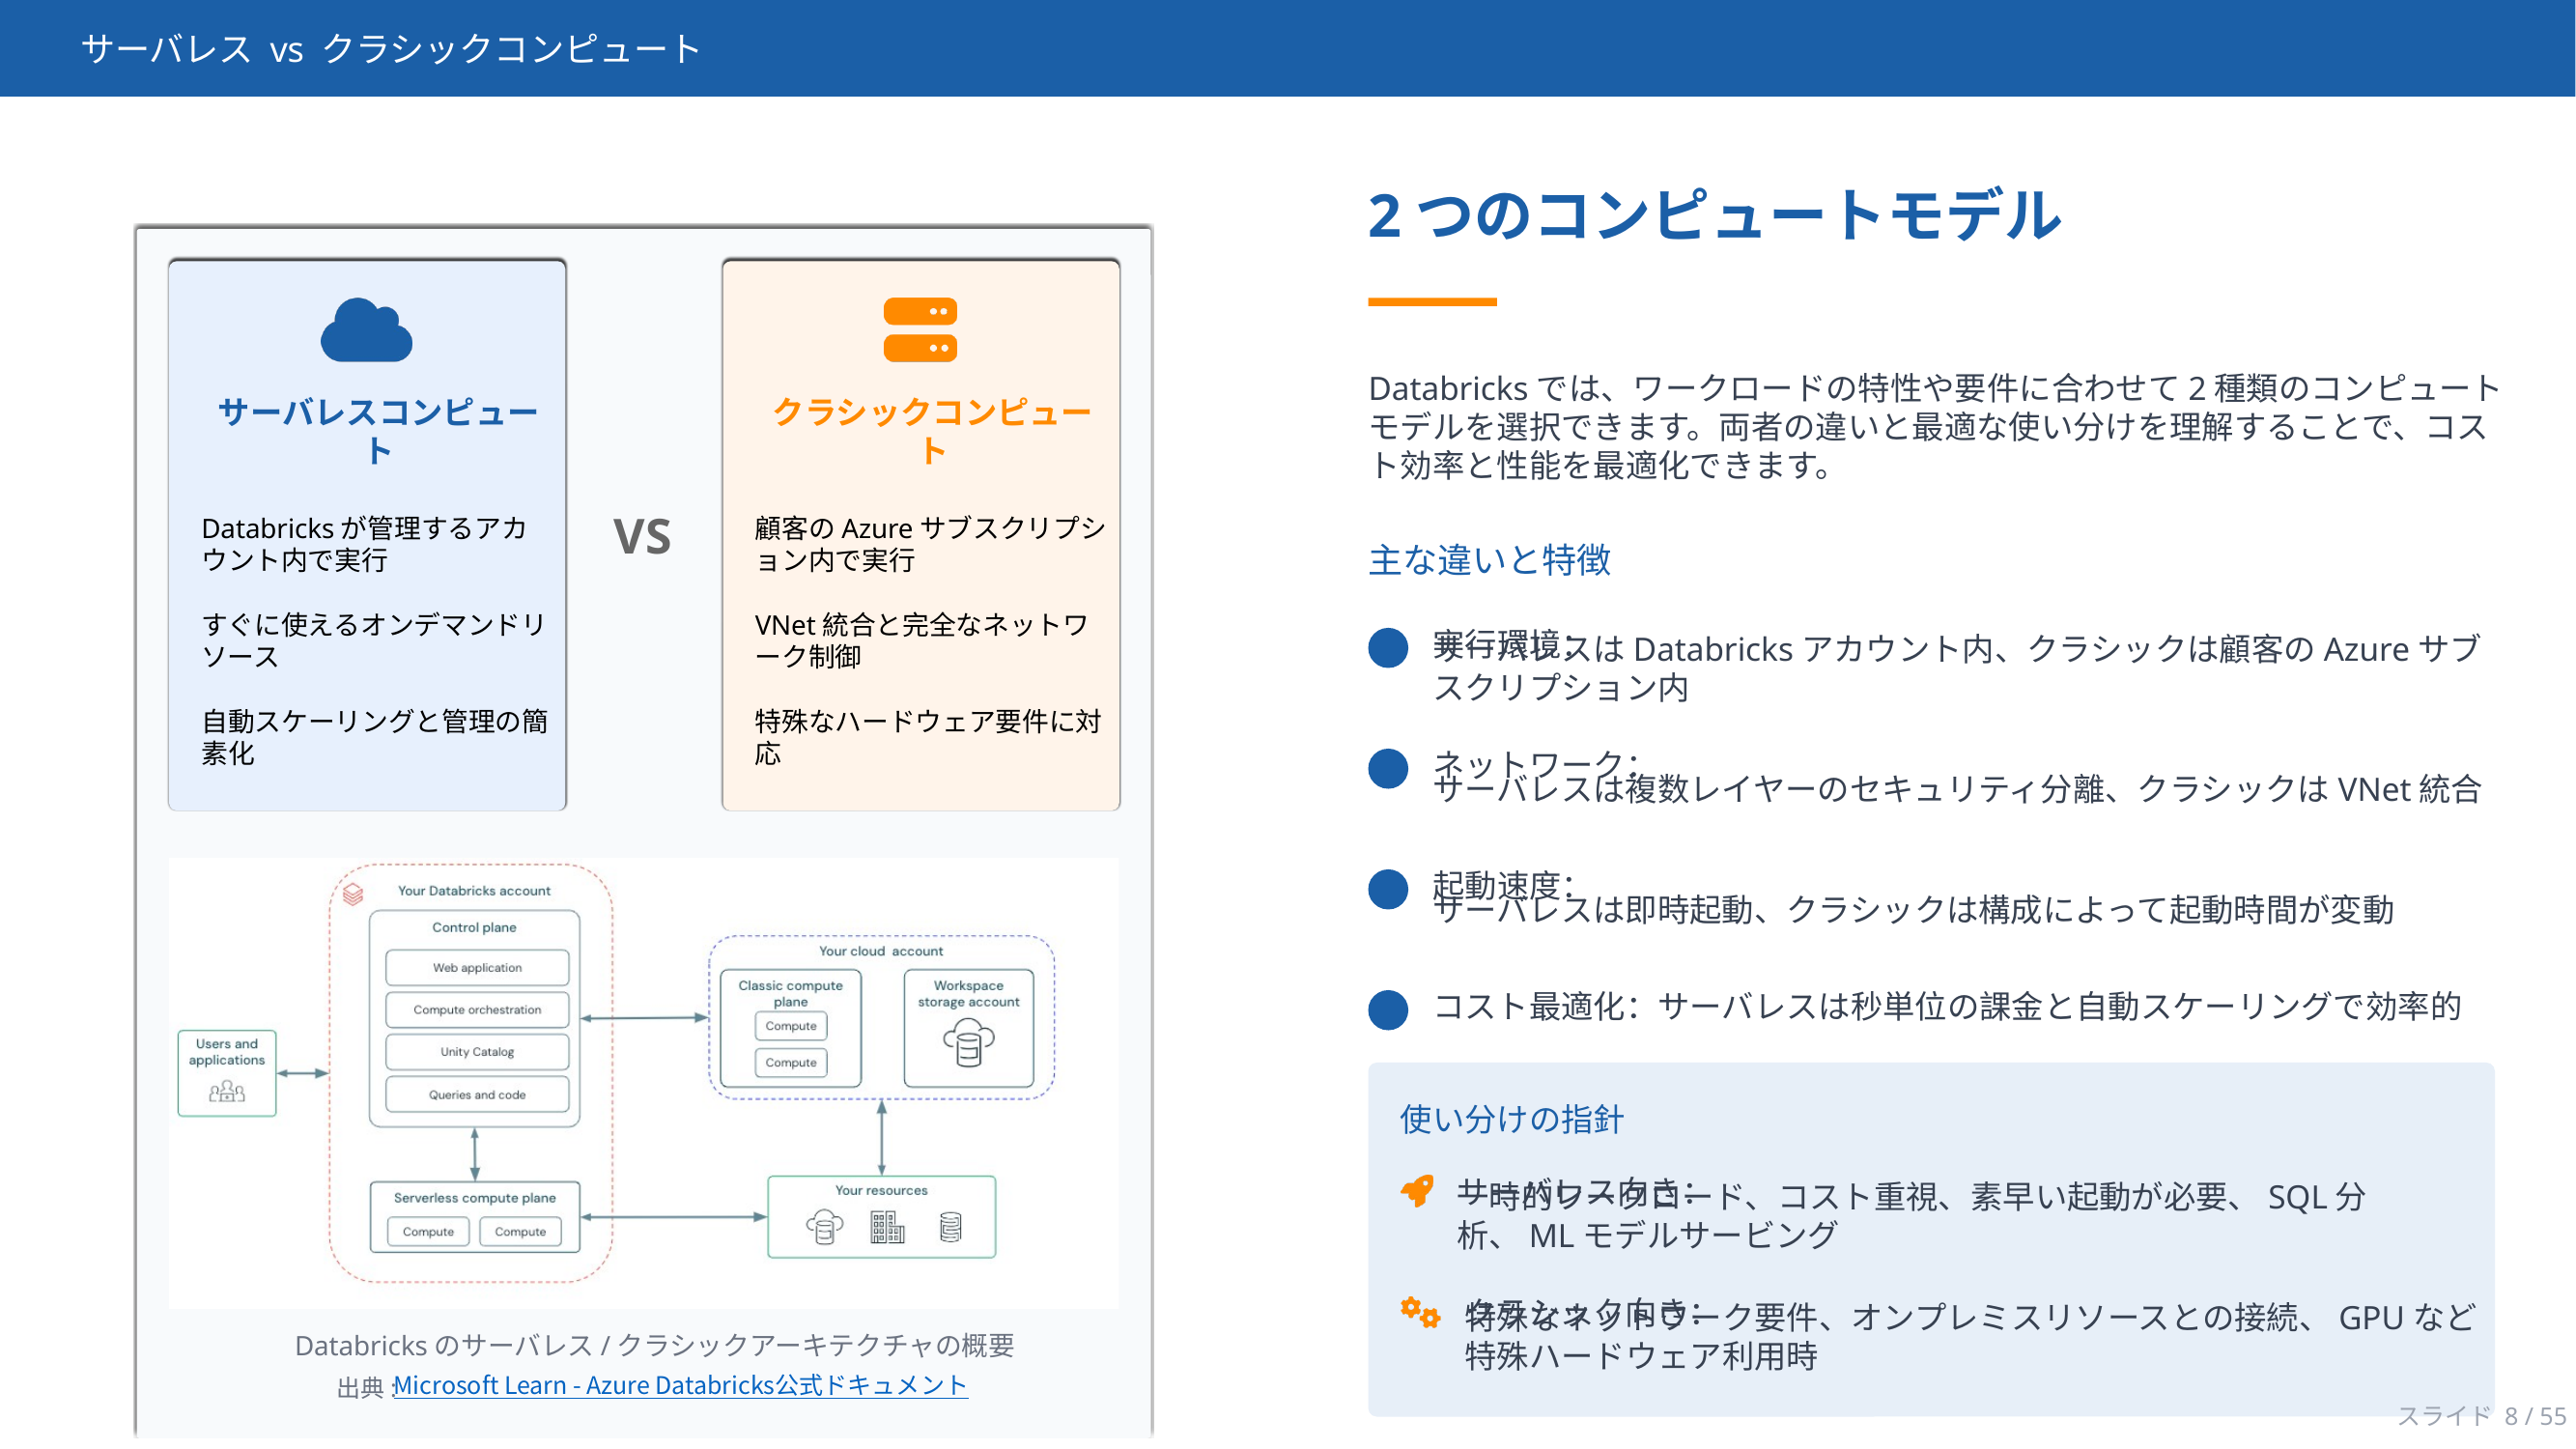 サーバレス vs クラシックコンピュート
サーバレスコンピュー
ト
Databricks が管理するアカ
ウント内で実行
すぐに使えるオンデマンドリ
ソース
自動スケーリングと管理の簡
素化
VS
クラシックコンピュー
ト
顧客の Azure サブスクリプシ
ョン内で実行
VNet 統合と完全なネットワ
ーク制御
特殊なハードウェア要件に対
応
Your Databricks account
Control plane
Web application
Compute orchestration
Unity Catalog
Queries and code
Users and
applications
Serverless compute plane
Compute
Compute
Your cloud account
Classic compute
plane
Compute
Compute
Workspace
storage account
Your resources
Databricks のサーバレス / クラシックアーキテクチャの概要
出典 : Microsoft Learn - Azure Databricks公式ドキュメント
2 つのコンピュートモデル
Databricks では、ワークロードの特性や要件に合わせて 2 種類のコンピュート
モデルを選択できます。両者の違いと最適な使い分けを理解することで、コス
ト効率と性能を最適化できます。
主な違いと特徴
実行環境：
サーバレスは Databricks アカウント内、クラシックは顧客の Azure サブ
スクリプション内
ネットワーク：
サーバレスは複数レイヤーのセキュリティ分離、クラシックは VNet 統合
起動速度：
サーバレスは即時起動、クラシックは構成によって起動時間が変動
コスト最適化：サーバレスは秒単位の課金と自動スケーリングで効率的
使い分けの指針
サーバレス向き：
一時的ワークロード、コスト重視、素早い起動が必要、 SQL 分
析、 ML モデルサービング
クラシック向き：
特殊なネットワーク要件、オンプレミスリソースとの接続、 GPU など
特殊ハードウェア利用時
スライド 8 / 55